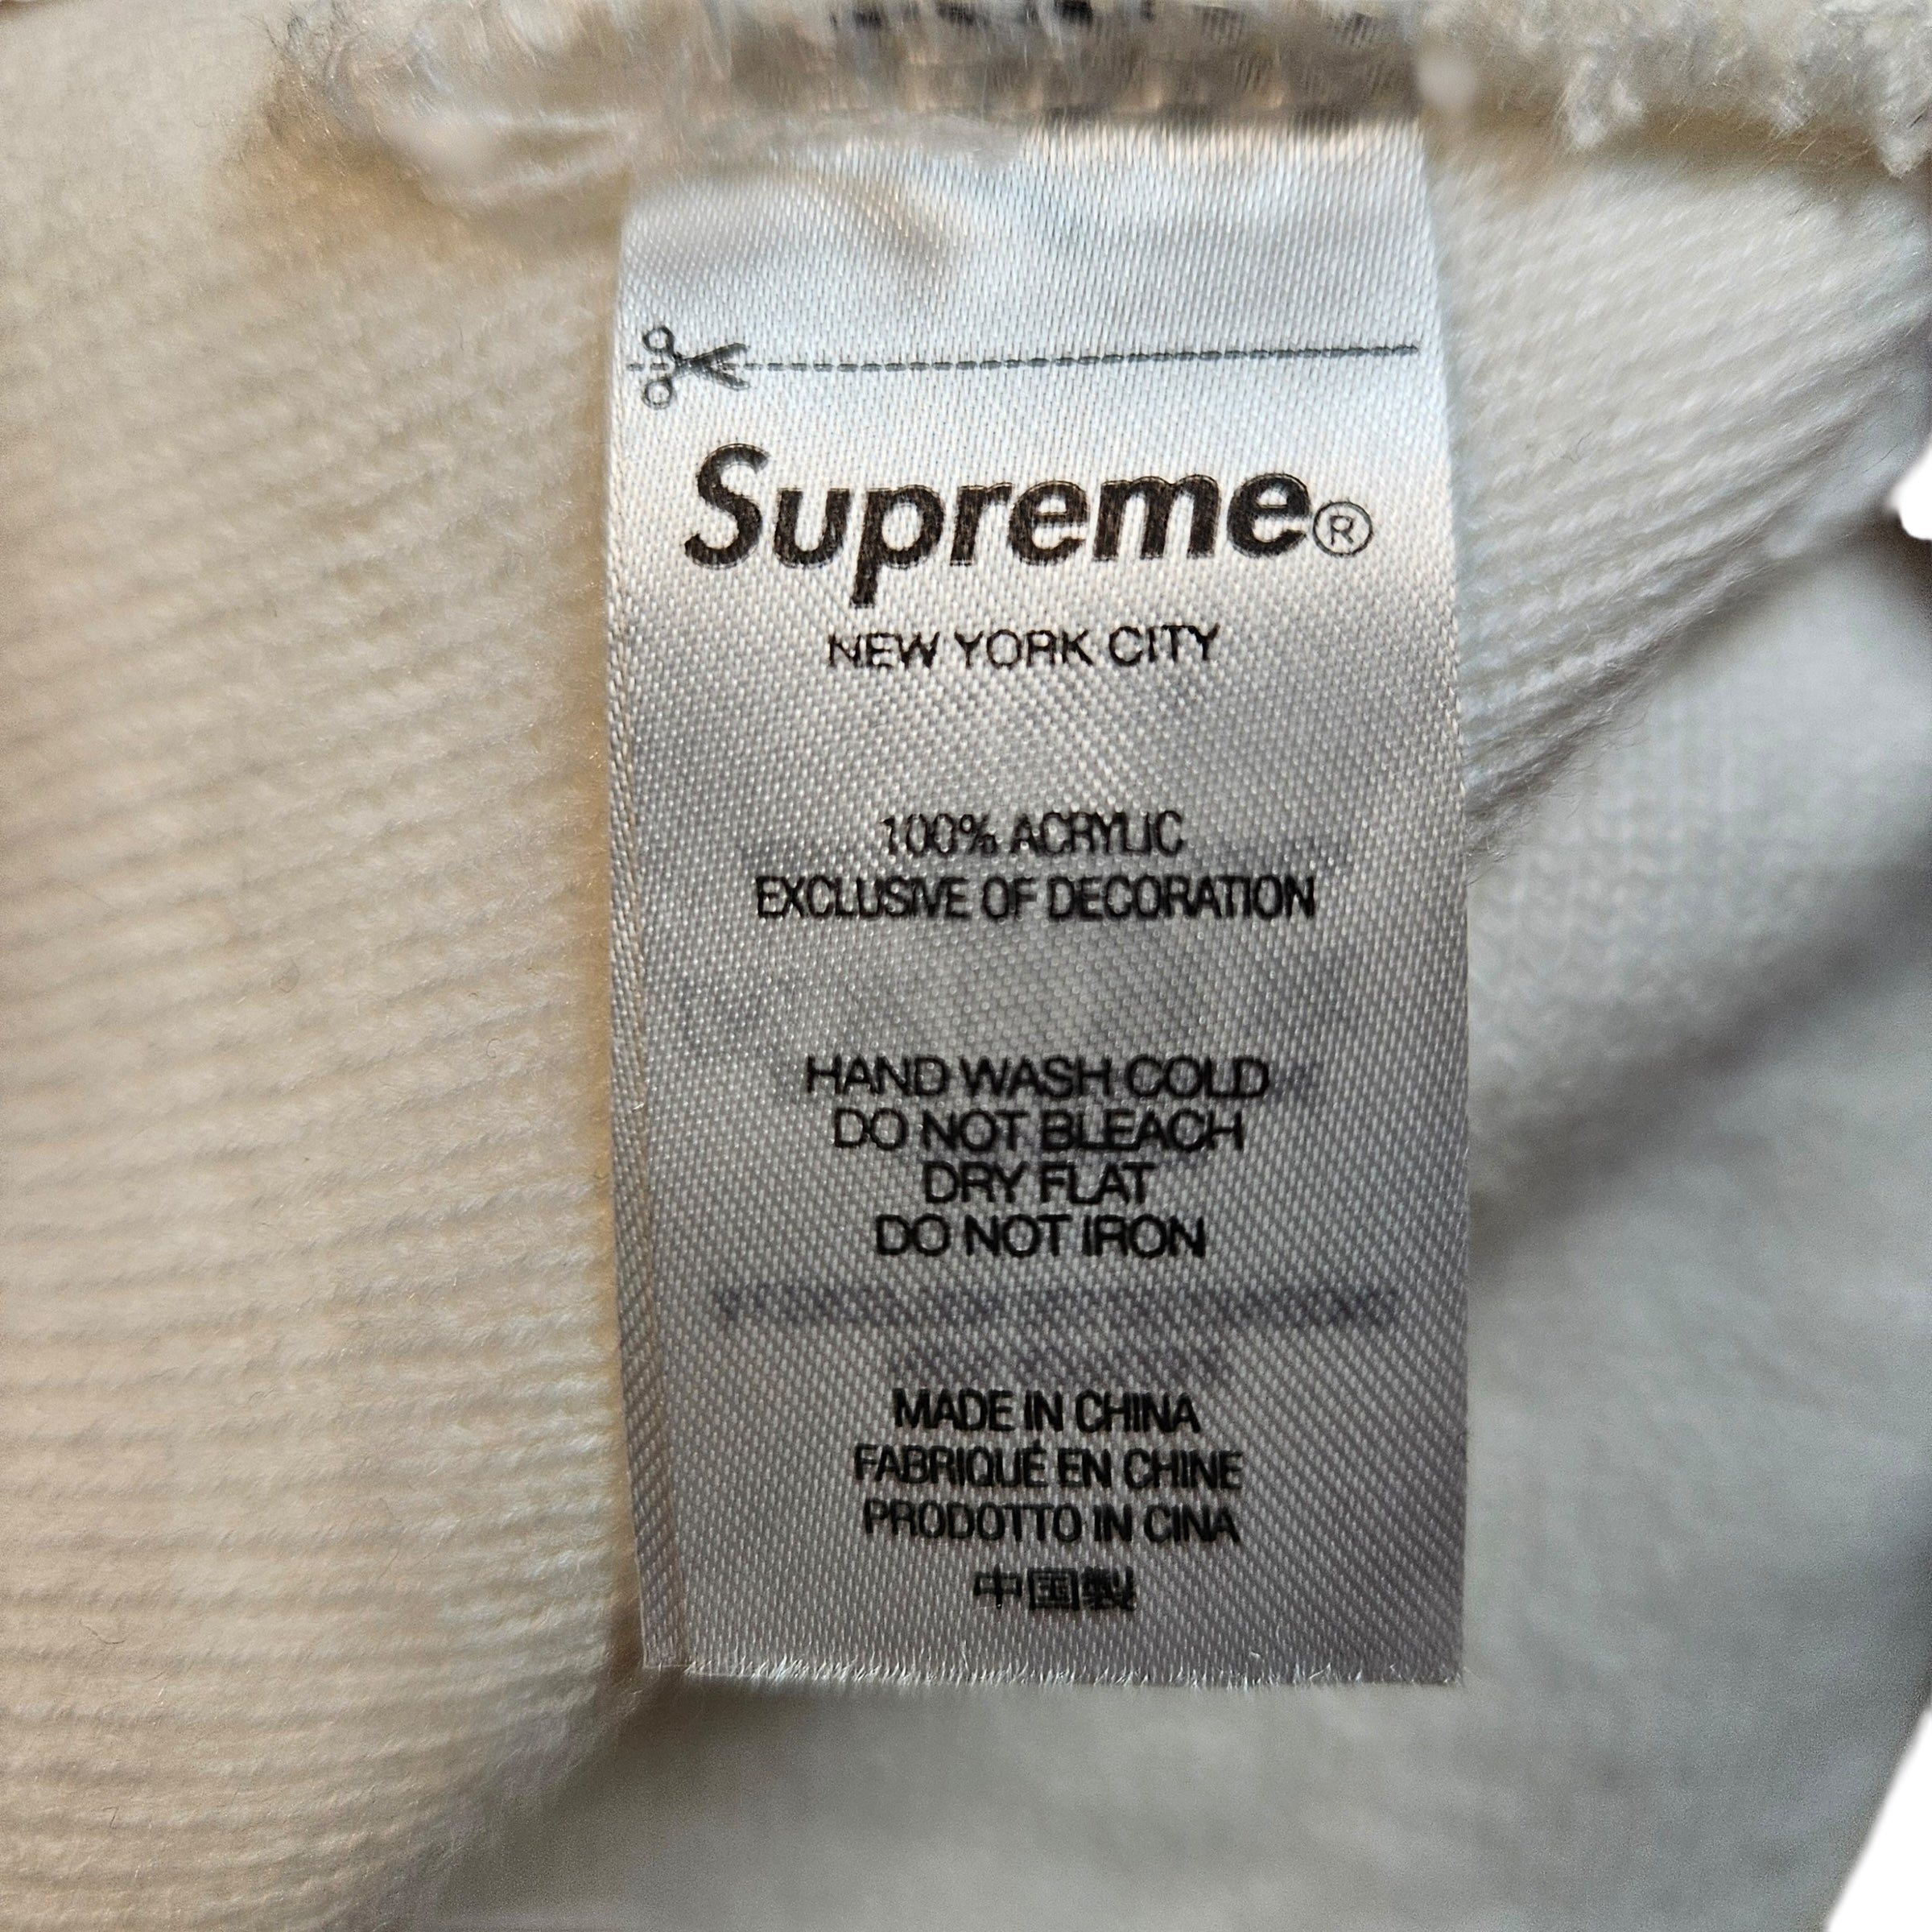 Supreme®
NEW YORK CITY
100% ACRYLIC
EXCLUSIVE OF DECORATION
HAND WASH COLD
DO NOT BLEACH
DRY FLAT
DO NOT IRON
MADE IN CHINA
FABRIQUÉ EN CHINE
PRODOTTO IN CINA
中国製